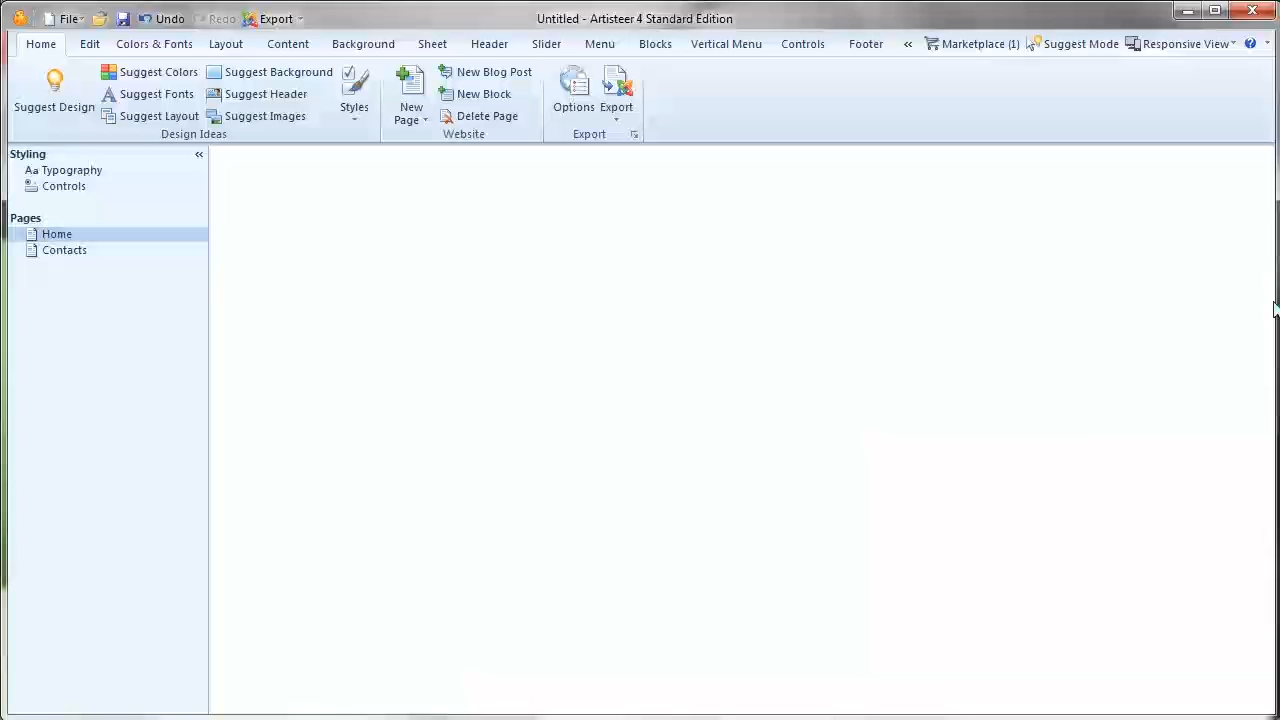 File Undo Redo Export Untitled - Artisteer 4 Standard Edition
Home Edit Colors & Fonts Layout Content Background Sheet Header Slider Menu Blocks Vertical Menu Controls Footer « Marketplace (1) Suggest Mode Responsive View
Suggest Design
Suggest Colors
Suggest Fonts
Suggest Layout
Suggest Background
Suggest Header
Suggest Images
Styles
Design Ideas
New Page
New Blog Post
New Block
Delete Page
Website
Options
Export
Export
Styling «
Aa Typography
Controls
Pages
Home
Contacts